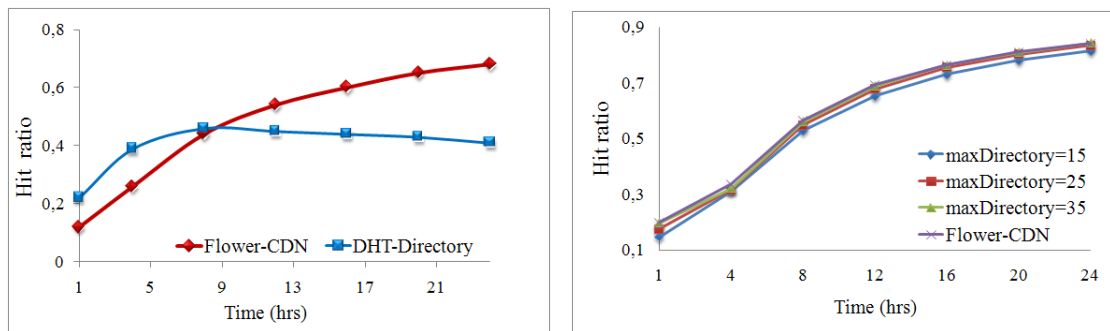 0,8
0,6
0,4
0,2
0
Hit ratio
Flower-CDN
DHT-Directory
1
5
9
13
17
21
Time (hrs)
0,9
0,7
0,5
0,3
0,1
Hit ratio
maxDirectory=15
maxDirectory=25
maxDirectory=35
Flower-CDN
1
4
8
12
16
20
24
Time (hrs)